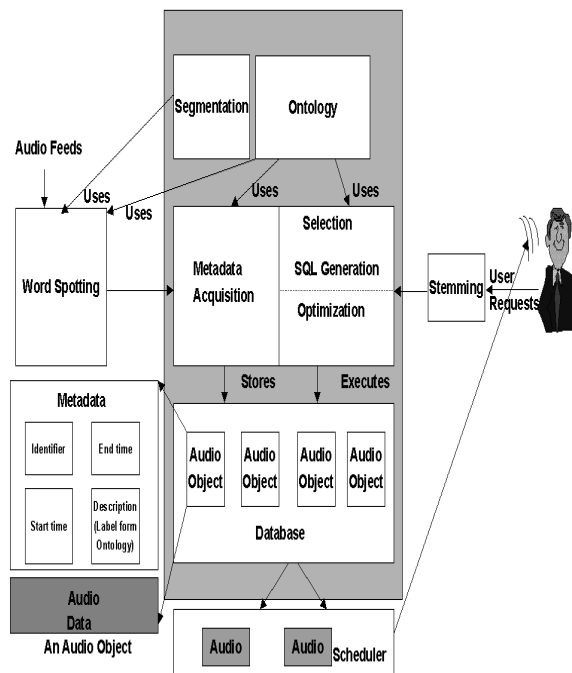 Segmentation
Ontology
Audio Feeds
Uses
Uses
Uses
Uses
Word Spotting
Metadata
Acquisition
Selection
SQL Generation
Optimization
Stemming
User
Requests
Stores
Executes
Metadata
Identifier
End time
Start time
Description
(Label form
Ontology)
Audio
Object
Audio
Object
Audio
Object
Audio
Object
Database
Audio
Data
An Audio Object
Audio
Audio
Scheduler